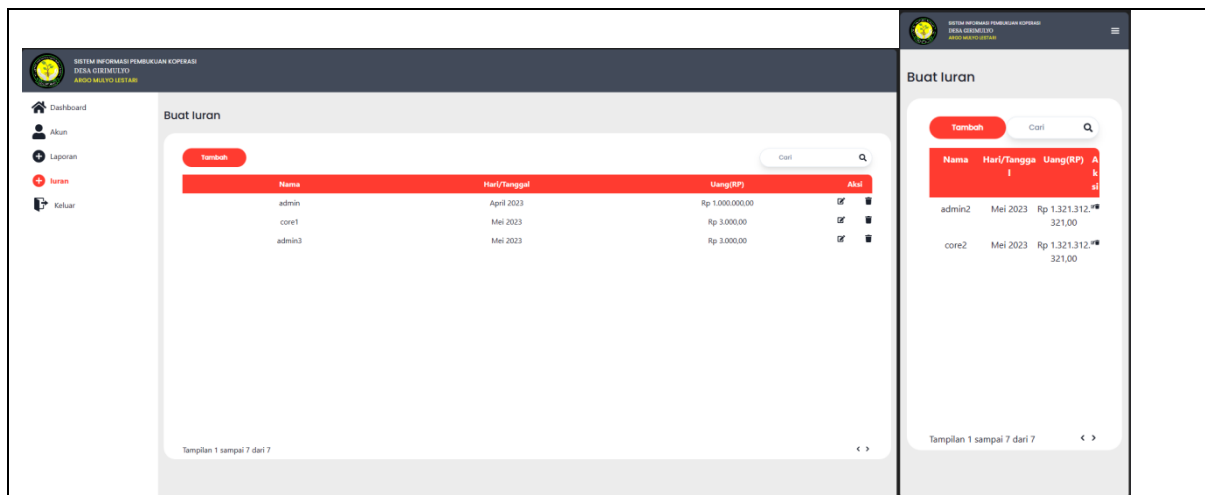 SISTEM INFORMASI PEMBUKUAN KOPERASI
DESA GIRIMULYO
ARGO MULYO LESTARI
Dashboard
Akun
Laporan
Iuran
Keluar
Buat Iuran
Tambah
Cari
Nama Hari/Tanggal Uang(RP) Aksi
admin April 2023 Rp 1.000.000,00
core1 Mei 2023 Rp 3.000,00
admin3 Mei 2023 Rp 3.000,00
Tampilan 1 sampai 7 dari 7
SISTEM INFORMASI PEMBUKUAN KOPERASI
DESA GIRIMULYO
ARGO MULYO LESTARI
Buat Iuran
Tambah
Cari
Nama Hari/Tangga Uang(RP) A
l k
si
admin2 Mei 2023 Rp 1.321.312.
321,00
core2 Mei 2023 Rp 1.321.312.
321,00
Tampilan 1 sampai 7 dari 7